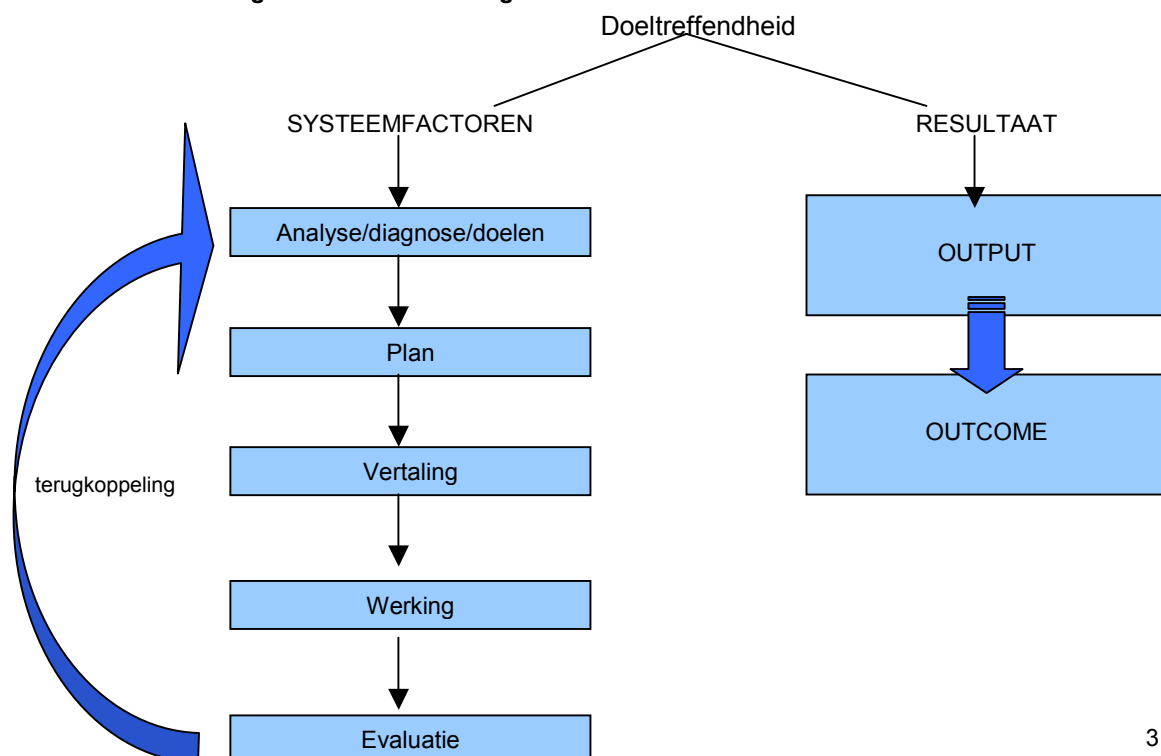 Doeltreffendheid
SYSTEEMFACTOREN
RESULTAAT
Analyse/diagnose/doelen
OUTPUT
Plan
OUTCOME
Vertaling
terugkoppeling
Werking
Evaluatie
3